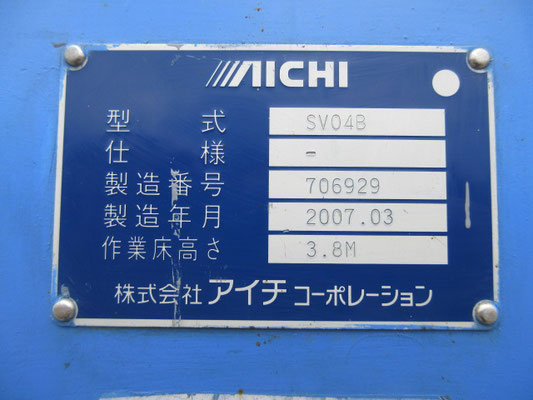 AICHI
型式 SV04B
仕様 -
製造番号 706929
製造年月 2007.03
作業床高さ 3.8M
株式会社 アイチ コーポレーション